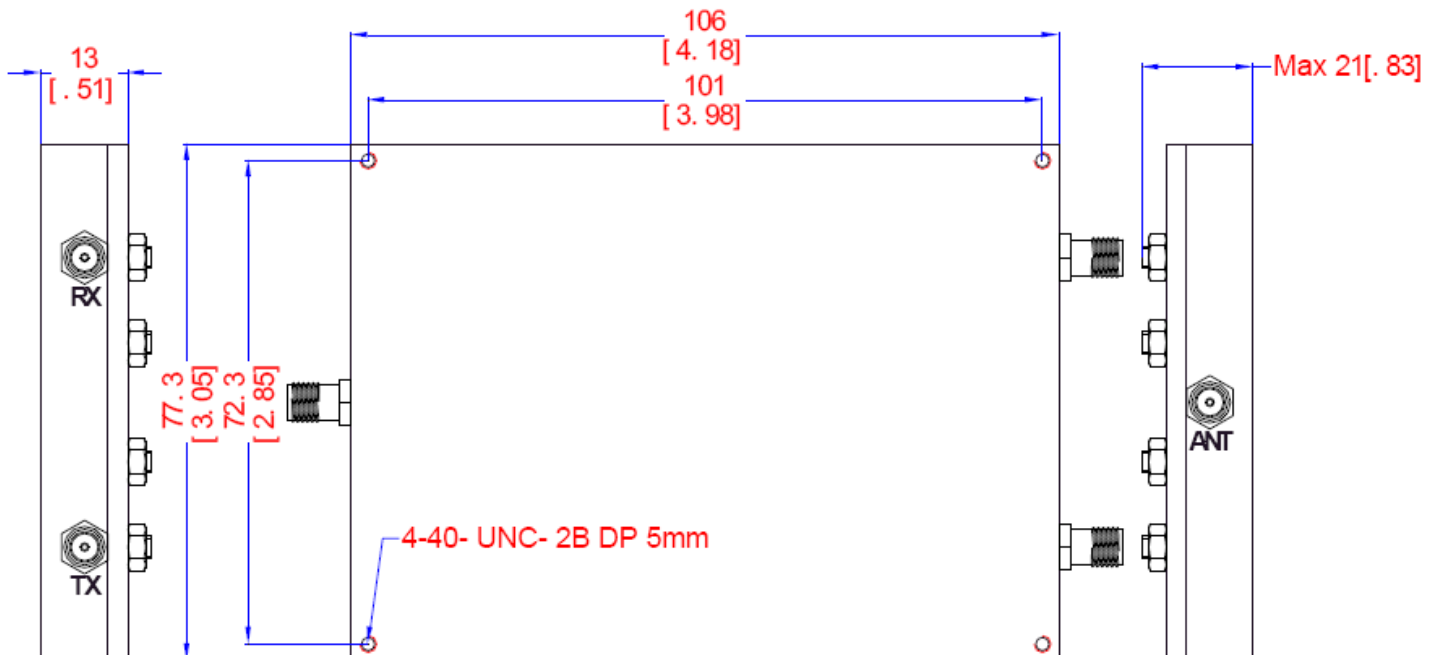 106
[ 4. 18]
13
[ . 51]
Max 21[. 83]
101
[ 3. 98]
RX
77. 3
[ 3. 05]
72. 3
[ 2. 85]
ANT
4-40- UNC- 2B DP 5mm
TX